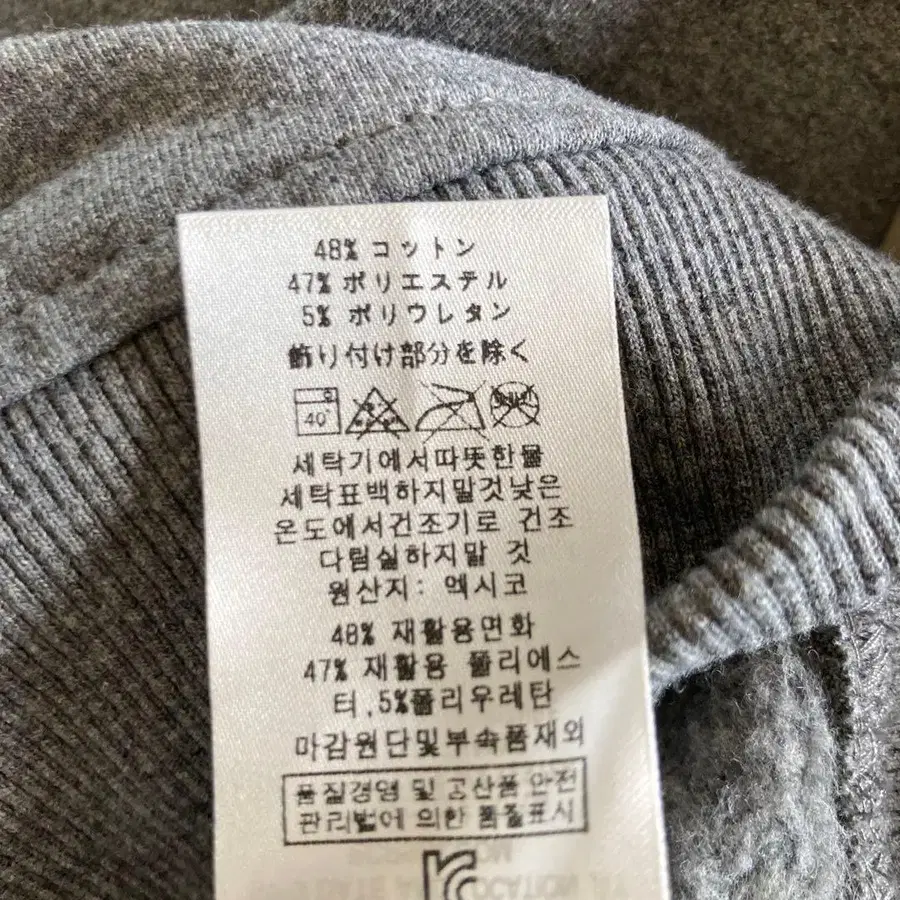 48% コットン
47% ポリエステル
5% ポリウレタン
飾り付け部分を除く
40°
세탁기에서따뜻한물
세탁표백하지말것낮은
온도에서건조기로 건조
다림질하지말 것
원산지: 멕시코
48% 재활용면화
47% 재활용 폴리에스
터,5%폴리우레탄
마감원단및부속품재외
품질경영 및 공산품 안전
관리법에 의한 품질표시